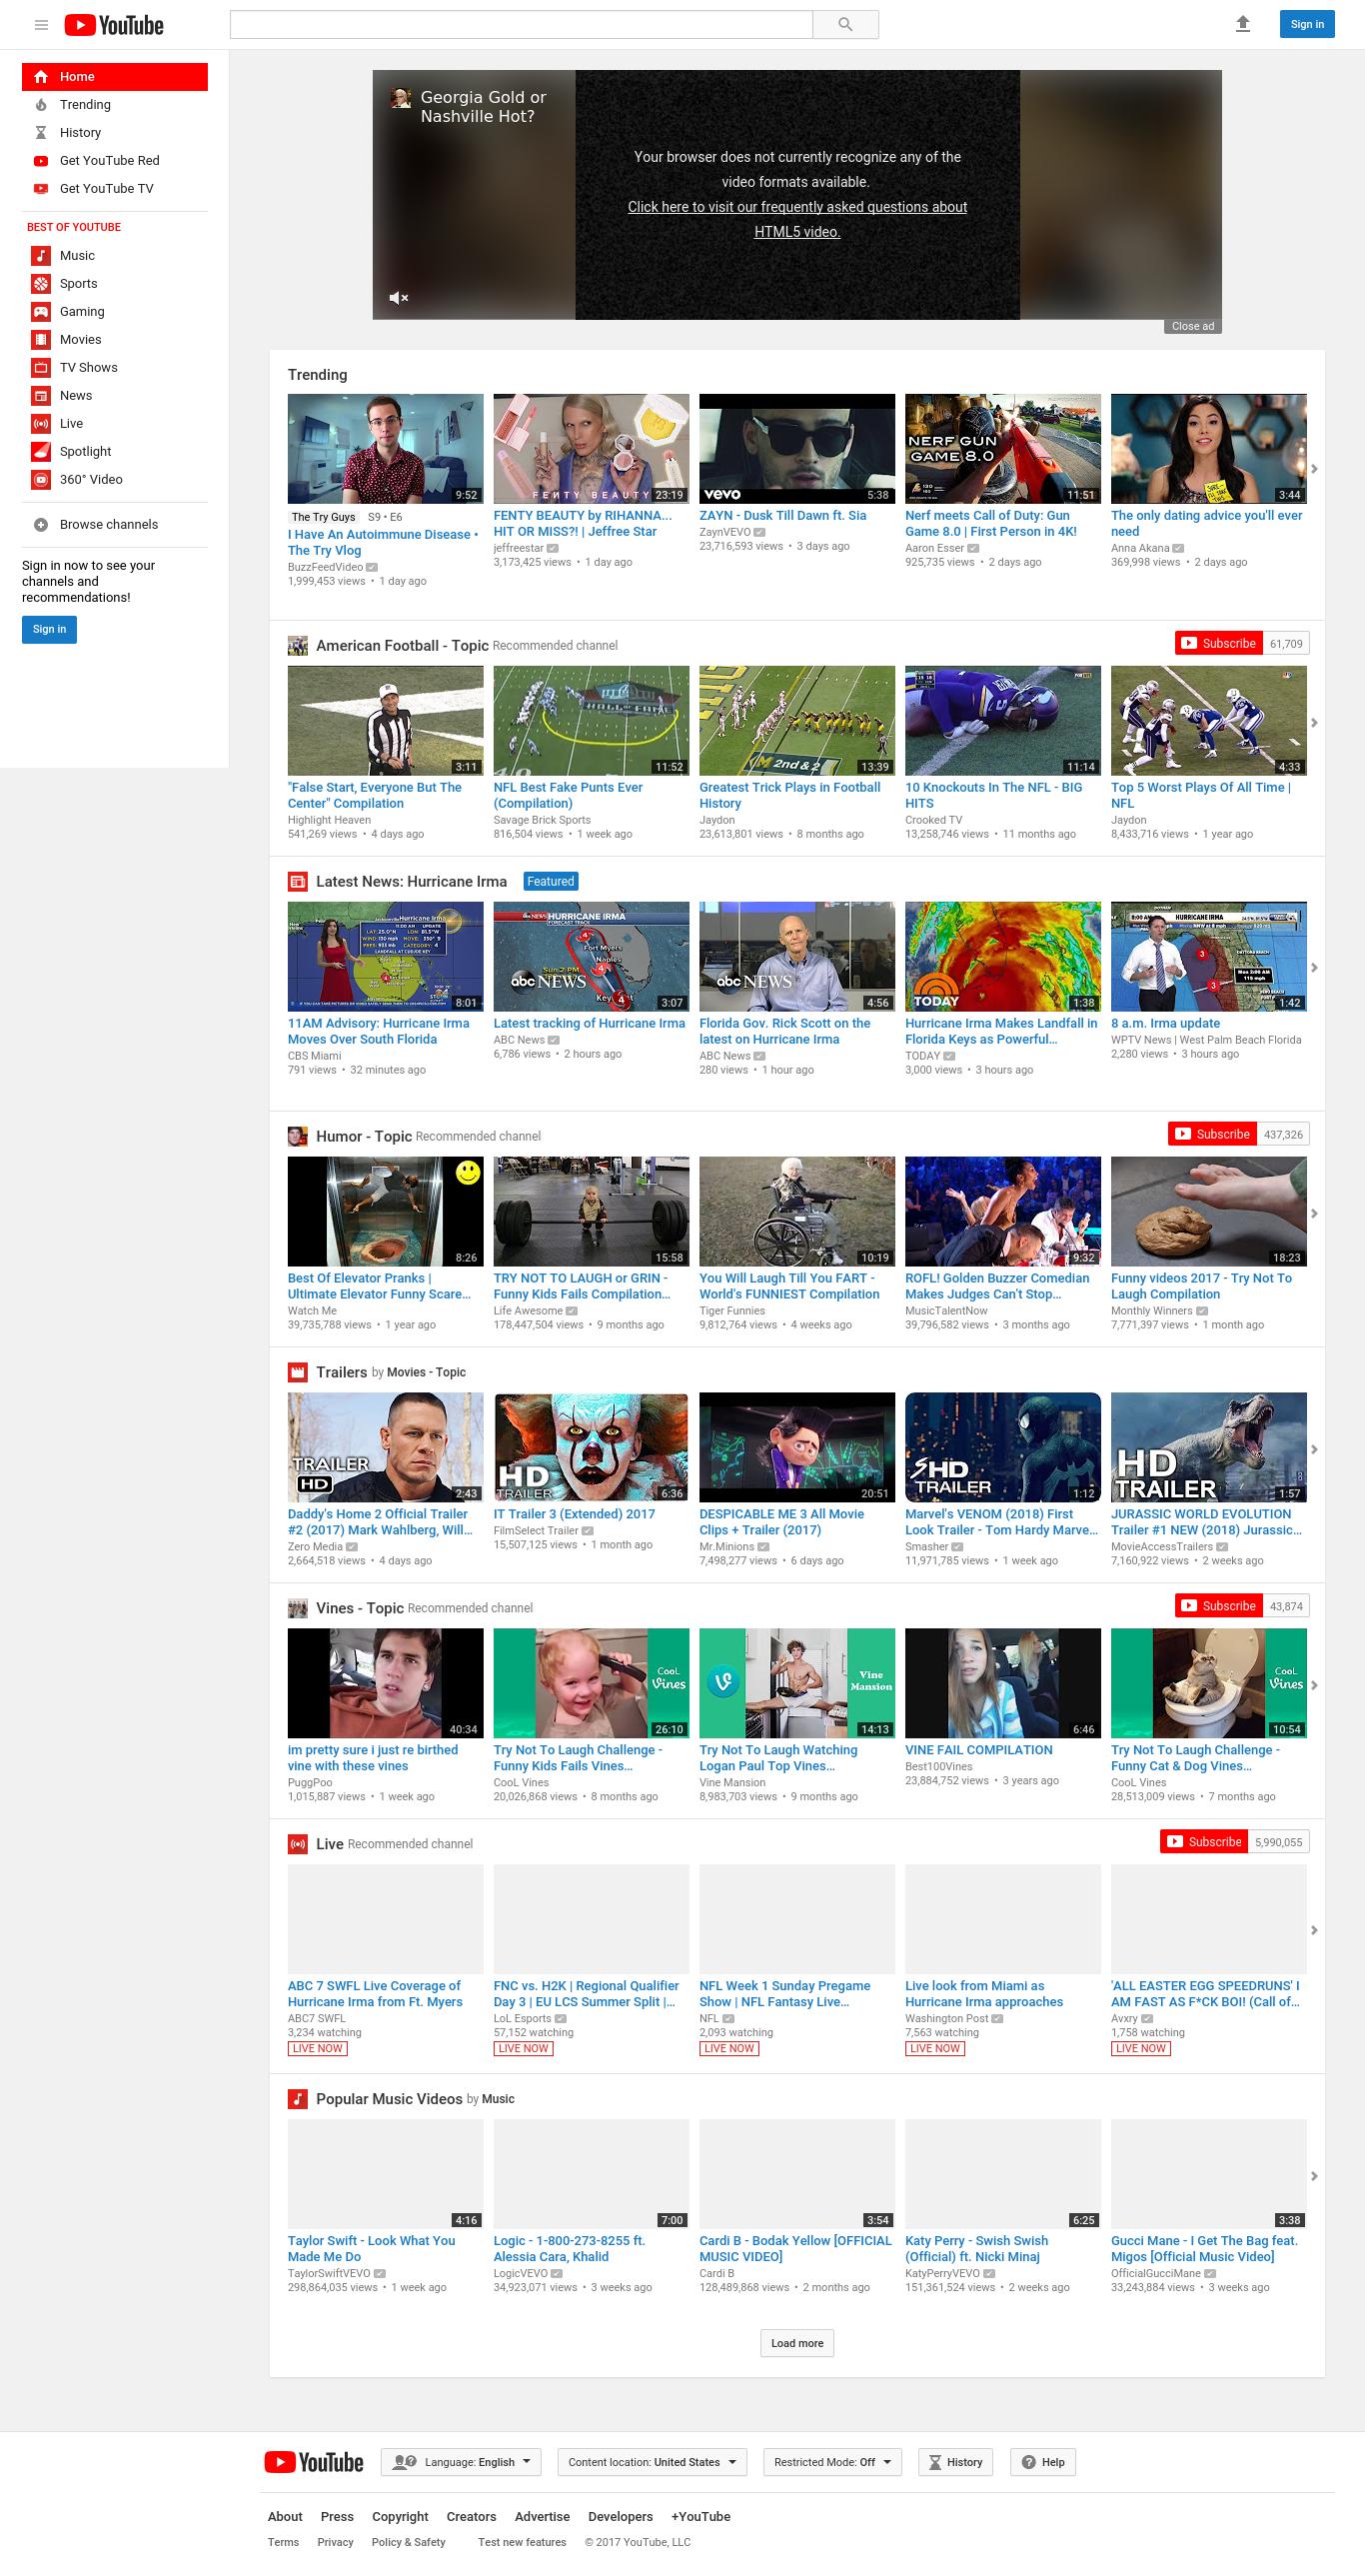 YouTube
Sign in
Home
Trending
History
Get YouTube Red
Get YouTube TV
BEST OF YOUTUBE
Music
Sports
Gaming
Movies
TV Shows
News
Live
Spotlight
360° Video
Browse channels
Sign in now to see your
channels and
recommendations!
Sign in
Georgia Gold or
Nashville Hot?
Your browser does not currently recognize any of the
video formats available.
Click here to visit our frequently asked questions about
HTML5 video.
Close ad
Trending
9:52
FENTY BEAUTY 23:19
vevo 5:38
NERF GUN
GAME 8.0
11:51
3:44
The Try Guys S9 • E6
I Have An Autoimmune Disease •
The Try Vlog
BuzzFeedVideo
1,999,453 views • 1 day ago
FENTY BEAUTY by RIHANNA...
HIT OR MISS?! | Jeffree Star
jeffreestar
3,173,425 views • 1 day ago
ZAYN - Dusk Till Dawn ft. Sia
ZaynVEVO
23,716,593 views • 3 days ago
Nerf meets Call of Duty: Gun
Game 8.0 | First Person in 4K!
Aaron Esser
925,735 views • 2 days ago
The only dating advice you'll ever
need
Anna Akana
369,998 views • 2 days ago
American Football - Topic Recommended channel
Subscribe 61,709
3:11
11:52
2nd & 2 13:39
11:14
4:33
"False Start, Everyone But The
Center" Compilation
Highlight Heaven
541,269 views • 4 days ago
NFL Best Fake Punts Ever
(Compilation)
Savage Brick Sports
816,504 views • 1 week ago
Greatest Trick Plays in Football
History
Jaydon
23,613,801 views • 8 months ago
10 Knockouts In The NFL - BIG
HITS
Crooked TV
13,258,746 views • 11 months ago
Top 5 Worst Plays Of All Time |
NFL
Jaydon
8,433,716 views • 1 year ago
Latest News: Hurricane Irma Featured
Hurricane Irma
8:01
HURRICANE IRMA
Fort Myers
Naples
abc NEWS
3:07
abc NEWS
4:56
TODAY
1:38
HURRICANE IRMA
1:42
11AM Advisory: Hurricane Irma
Moves Over South Florida
CBS Miami
791 views • 32 minutes ago
Latest tracking of Hurricane Irma
ABC News
6,786 views • 2 hours ago
Florida Gov. Rick Scott on the
latest on Hurricane Irma
ABC News
280 views • 1 hour ago
Hurricane Irma Makes Landfall in
Florida Keys as Powerful...
TODAY
3,000 views • 3 hours ago
8 a.m. Irma update
WPTV News | West Palm Beach Florida
2,280 views • 3 hours ago
Humor - Topic Recommended channel
Subscribe 437,326
8:26
15:58
10:19
9:32
18:23
Best Of Elevator Pranks |
Ultimate Elevator Funny Scare...
Watch Me
39,735,788 views • 1 year ago
TRY NOT TO LAUGH or GRIN -
Funny Kids Fails Compilation...
Life Awesome
178,447,504 views • 9 months ago
You Will Laugh Till You FART -
World's FUNNIEST Compilation
Tiger Funnies
9,812,764 views • 4 weeks ago
ROFL! Golden Buzzer Comedian
Makes Judges Can't Stop...
MusicTalentNow
39,796,582 views • 3 months ago
Funny videos 2017 - Try Not To
Laugh Compilation
Monthly Winners
7,771,397 views • 1 month ago
Trailers by Movies - Topic
TRAILER
HD
2:43
HD
TRAILER
6:36
20:51
HD
TRAILER
1:12
HD
TRAILER
1:57
Daddy's Home 2 Official Trailer
#2 (2017) Mark Wahlberg, Will...
Zero Media
2,664,518 views • 4 days ago
IT Trailer 3 (Extended) 2017
FilmSelect Trailer
15,507,125 views • 1 month ago
DESPICABLE ME 3 All Movie
Clips + Trailer (2017)
Mr.Minions
7,498,277 views • 6 days ago
Marvel's VENOM (2018) First
Look Trailer - Tom Hardy Marve...
Smasher
11,971,785 views • 1 week ago
JURASSIC WORLD EVOLUTION
Trailer #1 NEW (2018) Jurassic...
MovieAccessTrailers
7,160,922 views • 2 weeks ago
Vines - Topic Recommended channel
Subscribe 43,874
40:34
CooL
Vines
26:10
Vine
Mansion
14:13
6:46
CooL
Vines
10:54
im pretty sure i just re birthed
vine with these vines
PuggPoo
1,015,887 views • 1 week ago
Try Not To Laugh Challenge -
Funny Kids Fails Vines...
CooL Vines
20,026,868 views • 8 months ago
Try Not To Laugh Watching
Logan Paul Top Vines...
Vine Mansion
8,983,703 views • 9 months ago
VINE FAIL COMPILATION
Best100Vines
23,884,752 views • 3 years ago
Try Not To Laugh Challenge -
Funny Cat & Dog Vines...
CooL Vines
28,513,009 views • 7 months ago
Live Recommended channel
Subscribe 5,990,055
ABC 7 SWFL Live Coverage of
Hurricane Irma from Ft. Myers
ABC7 SWFL
3,234 watching
LIVE NOW
FNC vs. H2K | Regional Qualifier
Day 3 | EU LCS Summer Split |...
LoL Esports
57,152 watching
LIVE NOW
NFL Week 1 Sunday Pregame
Show | NFL Fantasy Live...
NFL
2,093 watching
LIVE NOW
Live look from Miami as
Hurricane Irma approaches
Washington Post
7,563 watching
LIVE NOW
'ALL EASTER EGG SPEEDRUNS' I
AM FAST AS F*CK BOI! (Call of...
Avxry
1,758 watching
LIVE NOW
Popular Music Videos by Music
4:16
7:00
3:54
6:25
3:38
Taylor Swift - Look What You
Made Me Do
TaylorSwiftVEVO
298,864,035 views • 1 week ago
Logic - 1-800-273-8255 ft.
Alessia Cara, Khalid
LogicVEVO
34,923,071 views • 3 weeks ago
Cardi B - Bodak Yellow [OFFICIAL
MUSIC VIDEO]
Cardi B
128,489,868 views • 2 months ago
Katy Perry - Swish Swish
(Official) ft. Nicki Minaj
KatyPerryVEVO
151,361,524 views • 2 weeks ago
Gucci Mane - I Get The Bag feat.
Migos [Official Music Video]
OfficialGucciMane
33,243,884 views • 3 weeks ago
Load more
YouTube Language: English Content location: United States Restricted Mode: Off History Help
About Press Copyright Creators Advertise Developers +YouTube
Terms Privacy Policy & Safety Test new features © 2017 YouTube, LLC